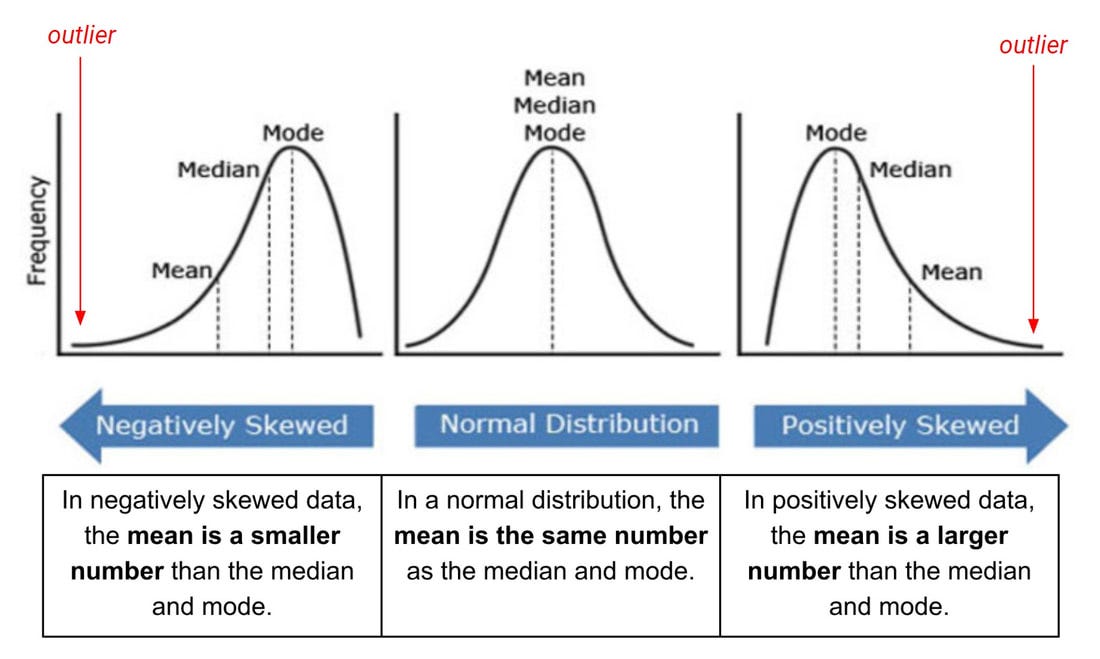 outlier
outlier
Mean
Median
Mode
Mode
Median
Mean
Mode
Median
Mean
Frequency
Negatively Skewed
Normal Distribution
Positively Skewed
In negatively skewed data,
the mean is a smaller
number than the median
and mode.
In a normal distribution, the
mean is the same number
as the median and mode.
In positively skewed data,
the mean is a larger
number than the median
and mode.